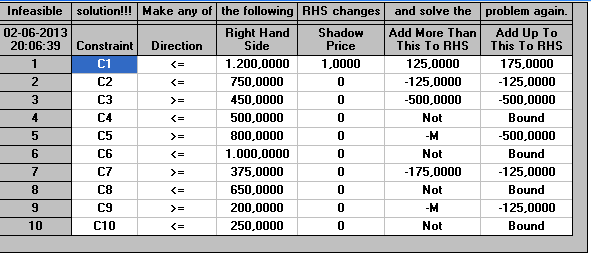 Infeasible solution!!! Make any of the following RHS changes and solve the problem again.
02-06-2013 Right Hand Shadow Add More Than Add Up To
20:06:39 Constraint Direction Side Price This To RHS This To RHS
1 C1 <= 1.200,0000 1,0000 125,0000 175,0000
2 C2 <= 750,0000 0 -125,0000 -125,0000
3 C3 >= 450,0000 0 -500,0000 -500,0000
4 C4 <= 500,0000 0 Not Bound
5 C5 >= 800,0000 0 -M -500,0000
6 C6 <= 1.000,0000 0 Not Bound
7 C7 >= 375,0000 0 -175,0000 -125,0000
8 C8 <= 650,0000 0 Not Bound
9 C9 >= 200,0000 0 -M -125,0000
10 C10 <= 250,0000 0 Not Bound